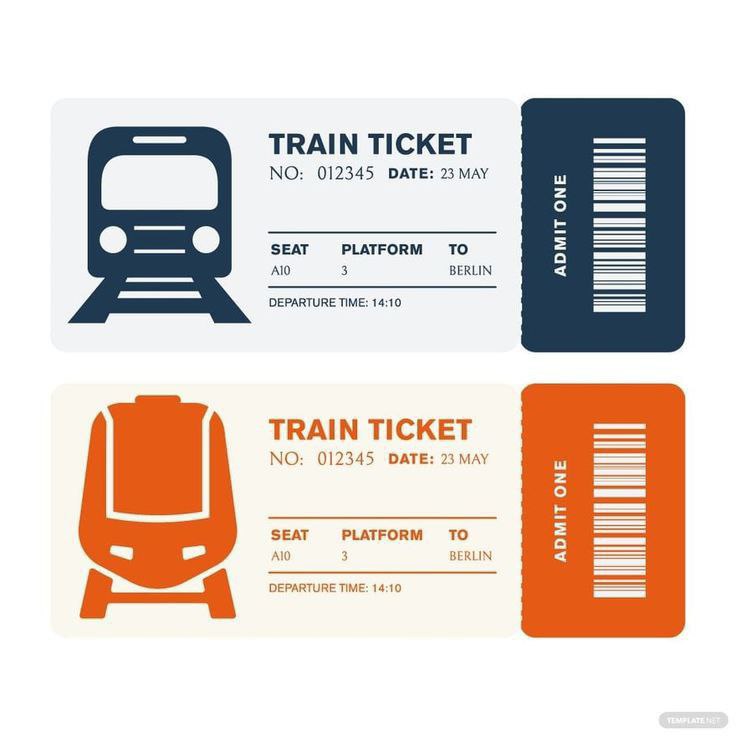 TRAIN TICKET
NO: 012345 DATE: 23 MAY
SEAT PLATFORM TO
A10 3 BERLIN
DEPARTURE TIME: 14:10
ADMIT ONE
TRAIN TICKET
NO: 012345 DATE: 23 MAY
SEAT PLATFORM TO
A10 3 BERLIN
DEPARTURE TIME: 14:10
ADMIT ONE
TEMPLATE.NET